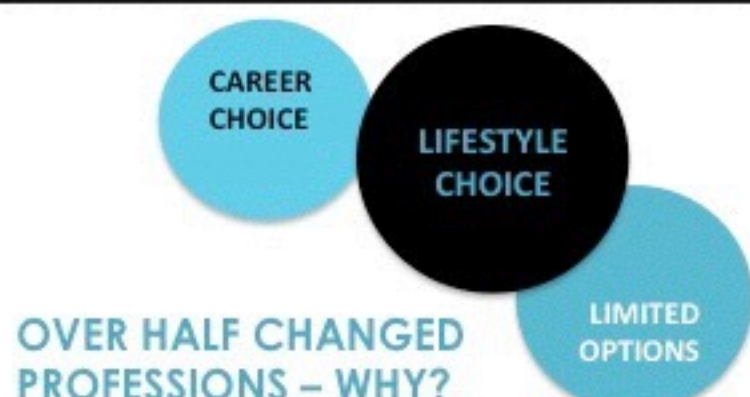 CAREER
CHOICE
LIFESTYLE
CHOICE
LIMITED
OPTIONS
OVER HALF CHANGED
PROFESSIONS – WHY?